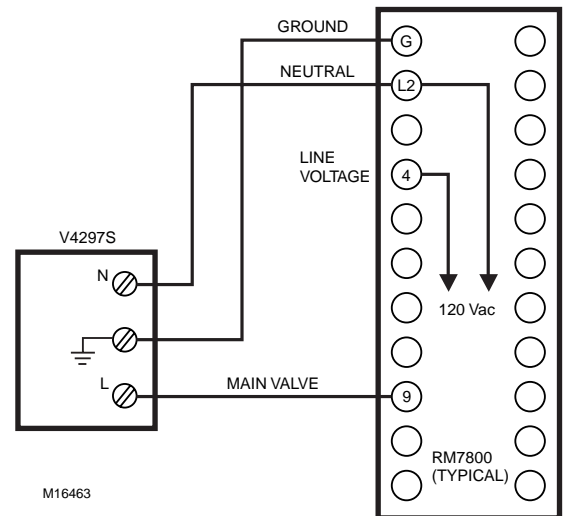 GROUND
G
NEUTRAL
L2
LINE
VOLTAGE
4
V4297S
N
120 Vac
L
MAIN VALVE
9
RM7800
(TYPICAL)
M16463